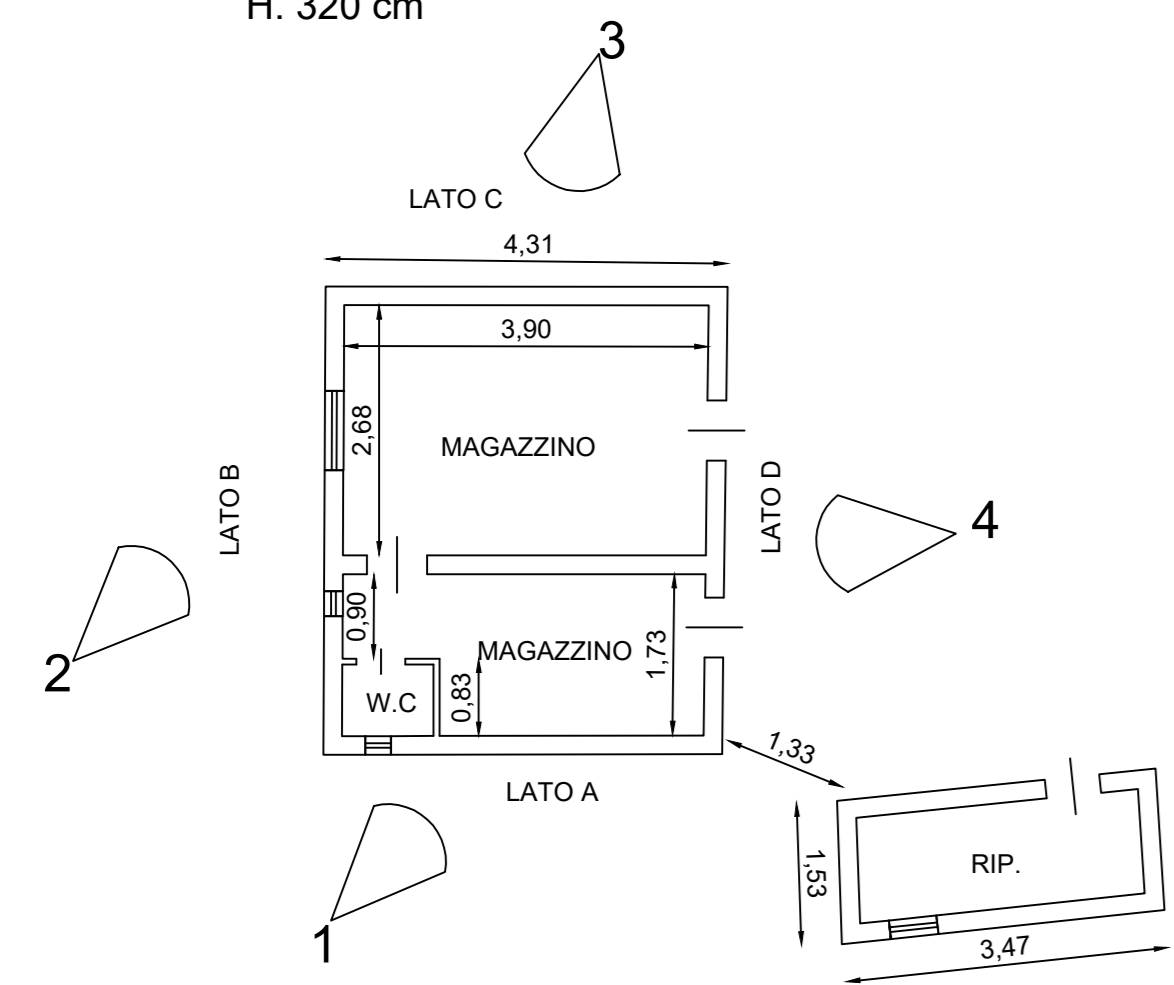 H. 320 cm
3
LATO C
4,31
3,90
2,68
MAGAZZINO
LATO B
LATO D
4
2
0,90
MAGAZZINO
1,73
W.C
0,83
1,33
LATO A
1
RIP.
1,53
3,47